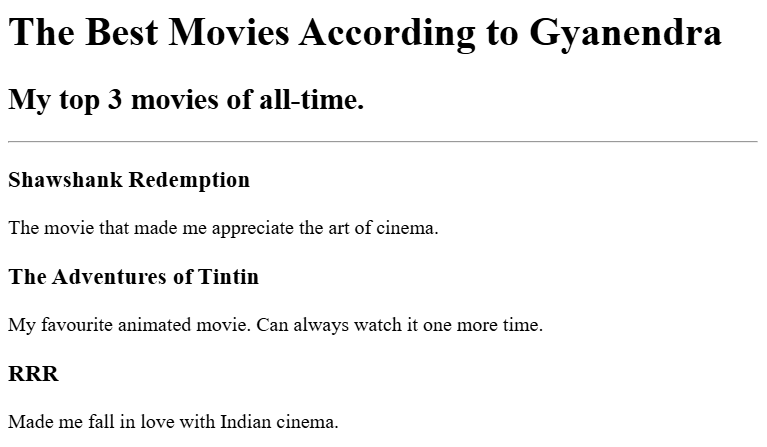 The Best Movies According to Gyanendra
My top 3 movies of all-time.
Shawshank Redemption
The movie that made me appreciate the art of cinema.
The Adventures of Tintin
My favourite animated movie. Can always watch it one more time.
RRR
Made me fall in love with Indian cinema.